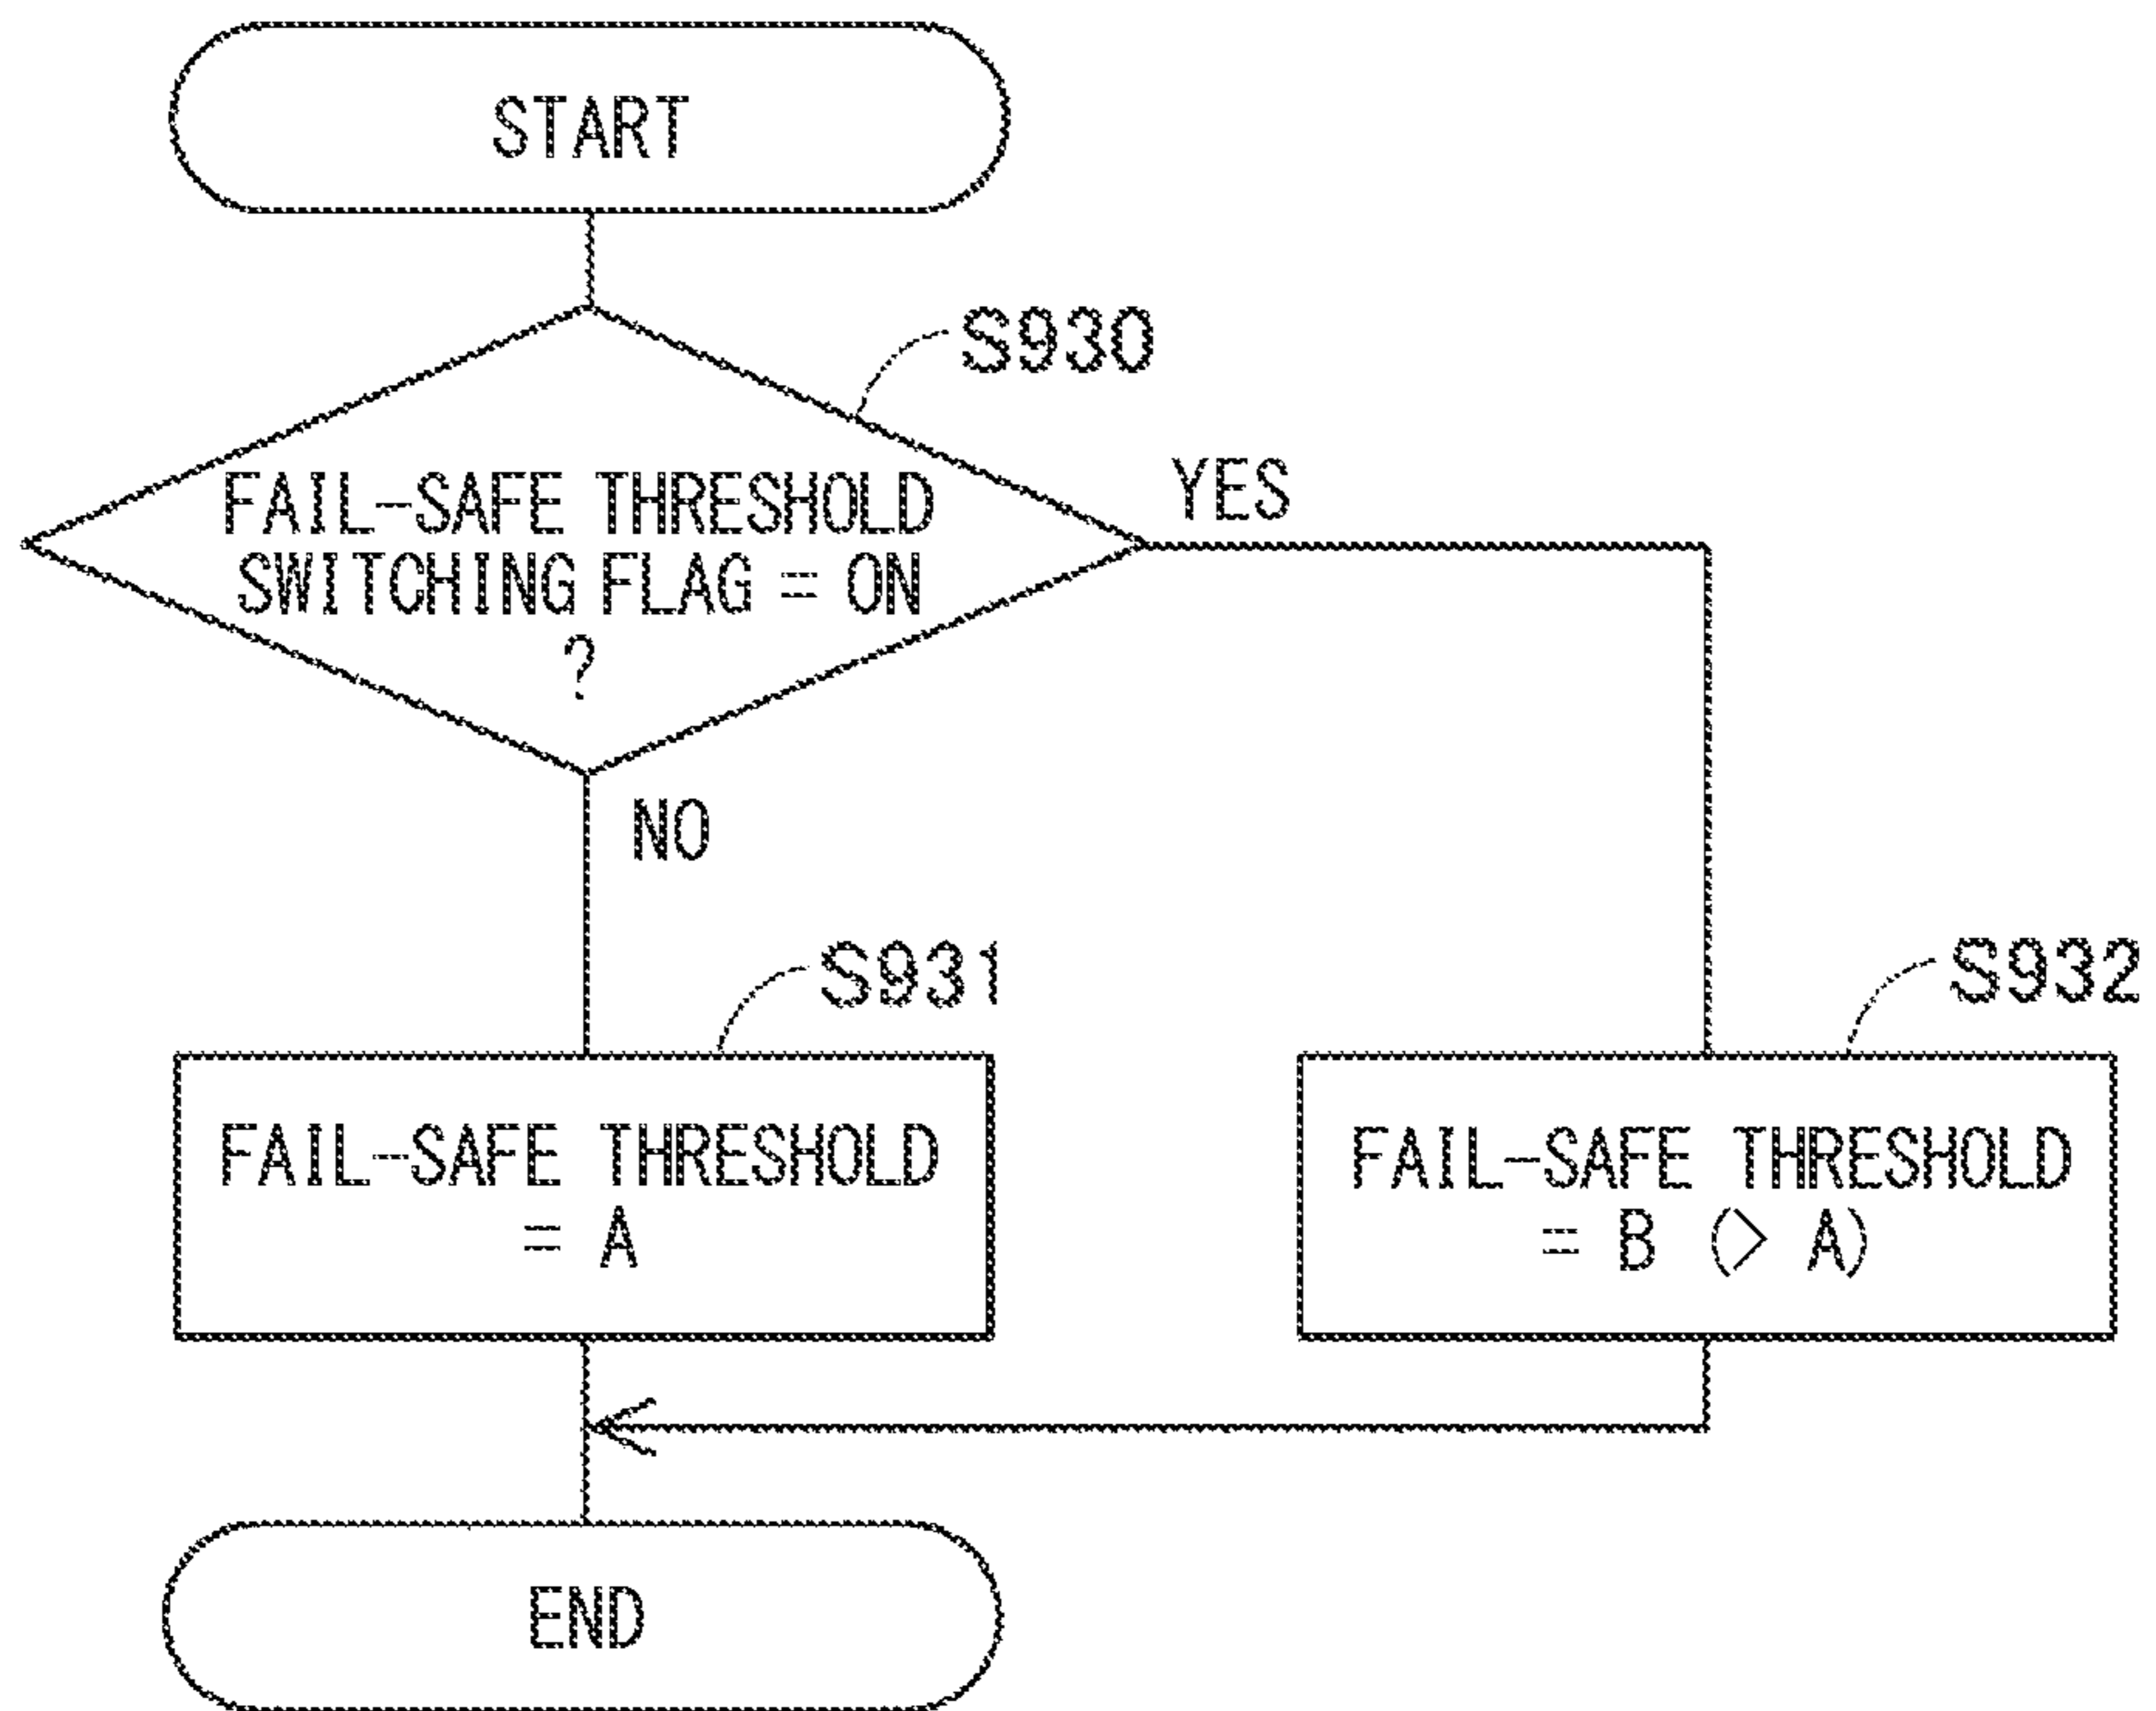 START
S930
FAIL-SAFE THRESHOLD
SWITCHING FLAG = ON
?
YES
NO
S931
FAIL-SAFE THRESHOLD
= A
S932
FAIL-SAFE THRESHOLD
= B (> A)
END